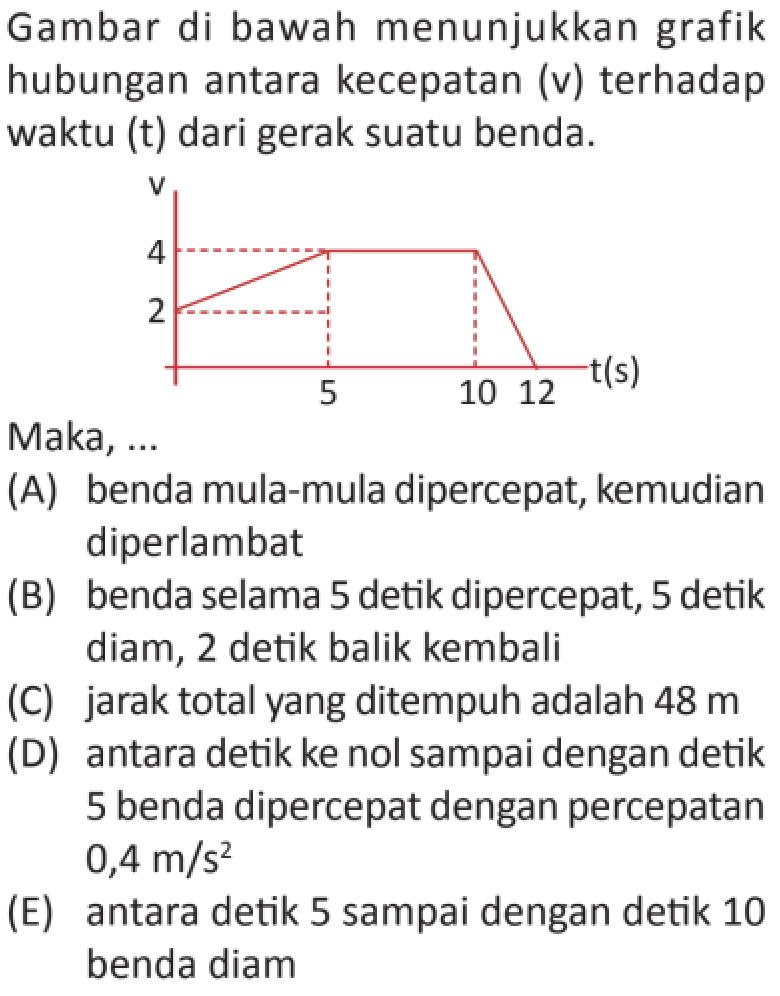 Gambar di bawah menunjukkan grafik
hubungan antara kecepatan (v) terhadap
waktu (t) dari gerak suatu benda.
v
4
2
t(s)
5 10 12
Maka, ...
(A) benda mula-mula dipercepat, kemudian
diperlambat
(B) benda selama 5 detik dipercepat, 5 detik
diam, 2 detik balik kembali
(C) jarak total yang ditempuh adalah 48 m
(D) antara detik ke nol sampai dengan detik
5 benda dipercepat dengan percepatan
0,4 m/s²
(E) antara detik 5 sampai dengan detik 10
benda diam